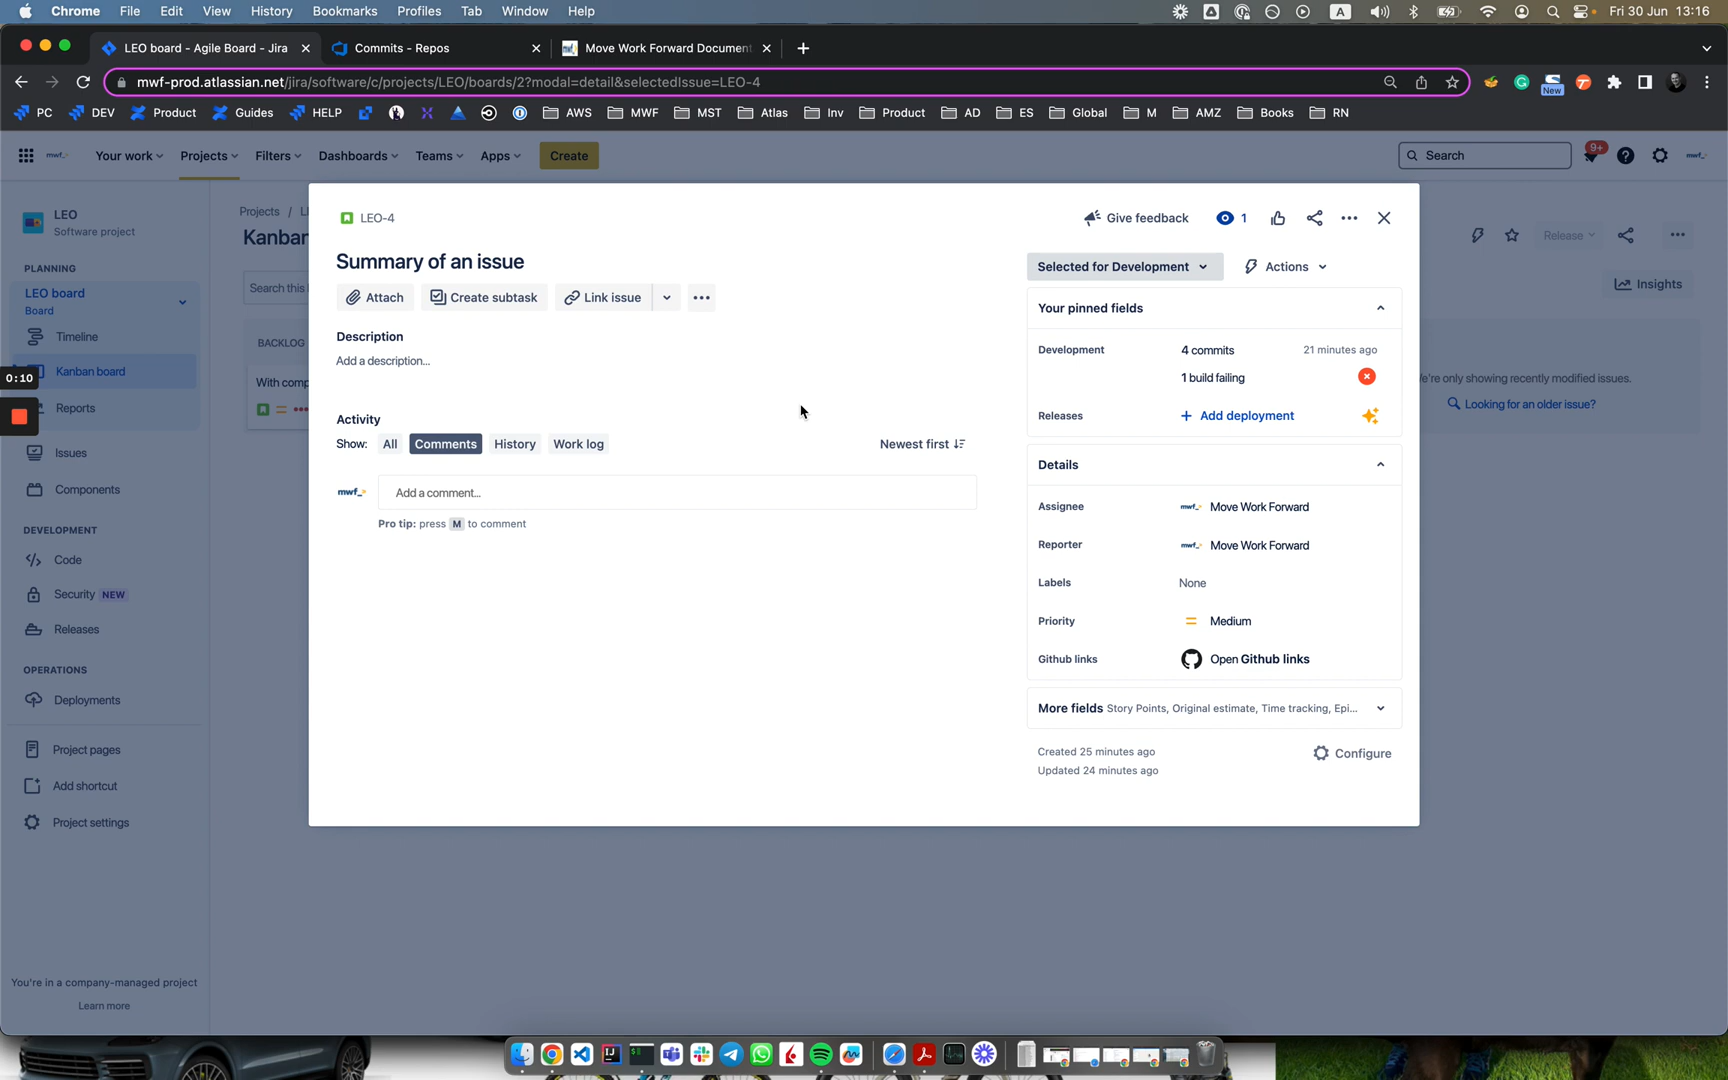 Chrome File Edit View History Bookmarks Profiles Tab Window Help
A Fri 30 Jun 13:16
LEO board - Agile Board - Jira
Commits - Repos
Move Work Forward Document
mwf-prod.atlassian.net/jira/software/c/projects/LEO/boards/2?modal=detail&selectedIssue=LEO-4
New
PC DEV Product Guides HELP AWS MWF MST Atlas Inv Product AD ES Global M AMZ Books RN
mwf_ Your work Projects Filters Dashboards Teams Apps Create
Search 9+ mwf_
LEO
Software project
PLANNING
LEO board
Board
Timeline
Kanban board
Reports
Issues
Components
DEVELOPMENT
Code
Security NEW
Releases
OPERATIONS
Deployments
Project pages
Add shortcut
Project settings
You're in a company-managed project
Learn more
0:10
Projects /
Kanban
Search this
BACKLOG
With comp
Release
Insights
're only showing recently modified issues.
Looking for an older issue?
LEO-4
Give feedback 1
Summary of an issue
Attach Create subtask Link issue
Description
Add a description...
Activity
Show: All Comments History Work log
Newest first
mwf_ Add a comment...
Pro tip: press M to comment
Selected for Development Actions
Your pinned fields
Development 4 commits 21 minutes ago
1 build failing
Releases + Add deployment
Details
Assignee mwf_ Move Work Forward
Reporter mwf_ Move Work Forward
Labels None
Priority Medium
Github links Open Github links
More fields Story Points, Original estimate, Time tracking, Epi...
Created 25 minutes ago
Updated 24 minutes ago
Configure